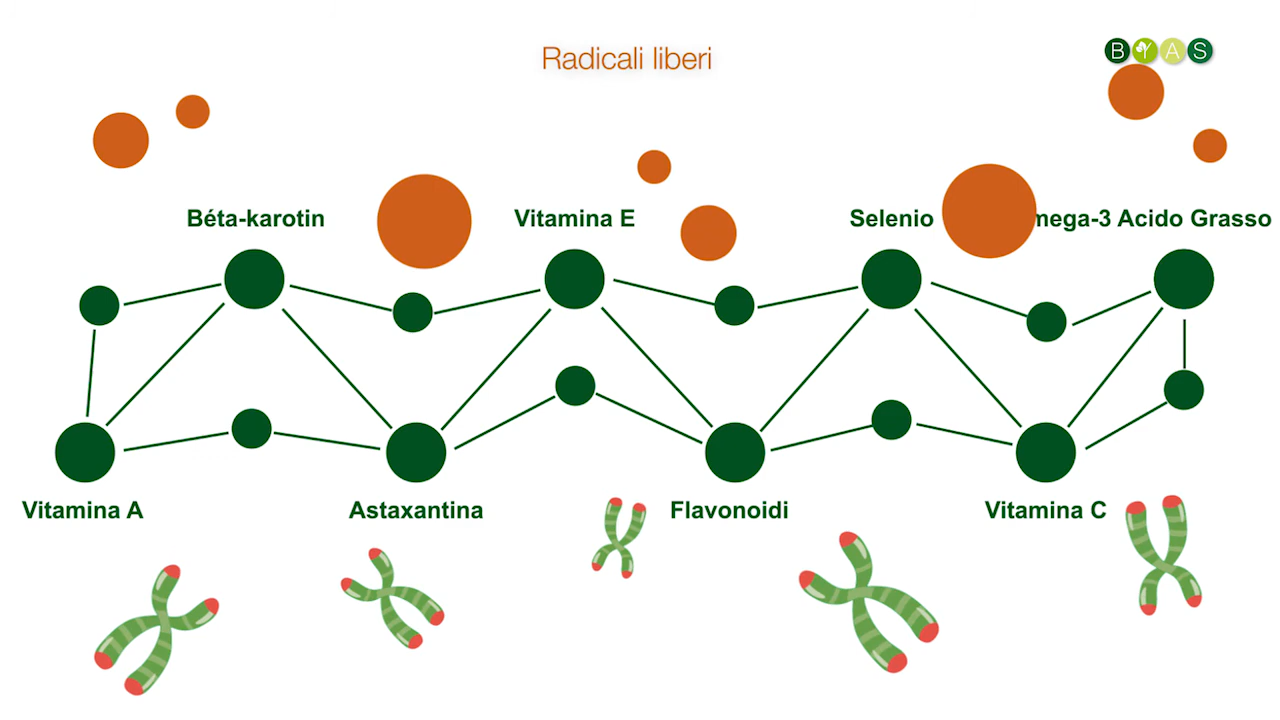 Radicali liberi
BYAS
Béta-karotin
Vitamina E
Selenio
mega-3 Acido Grasso
Vitamina A
Astaxantina
Flavonoidi
Vitamina C